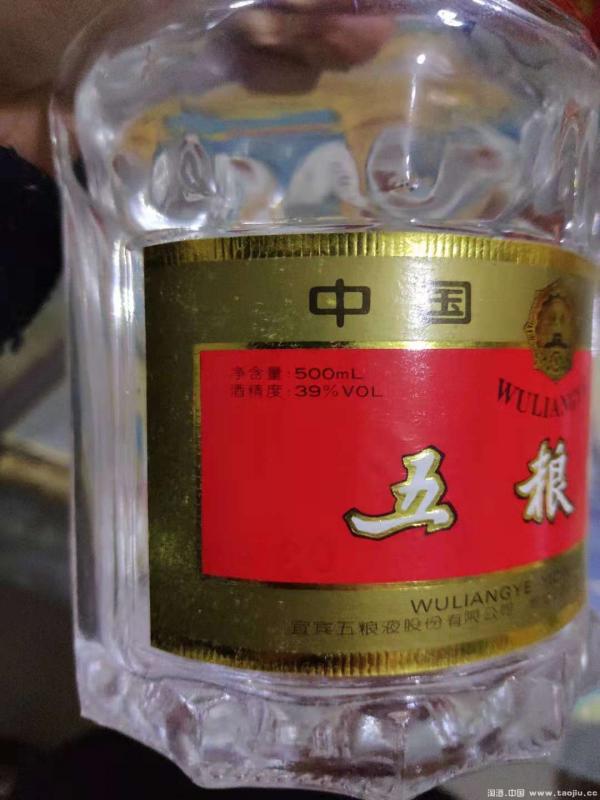 中 国
净含量:500mL
酒精度:39%VOL
WULIANGY
五 粮
WULIANGYE
宜宾五粮液股份有限公司
淘酒.中国 www.taojiu.cc